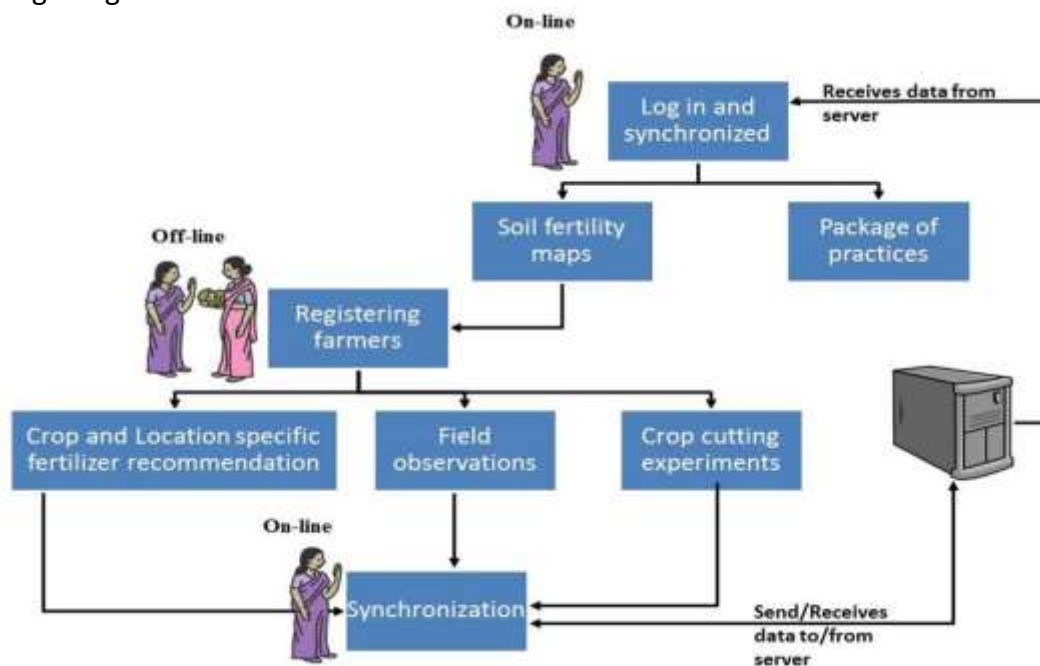 On-line
Log in and
synchronized
Receives data from
server
Soil fertility
maps
Package of
practices
Off-line
Registering
farmers
Crop and Location specific
fertilizer recommendation
Field
observations
Crop cutting
experiments
On-line
Synchronization
Send/Receives
data to/from
server